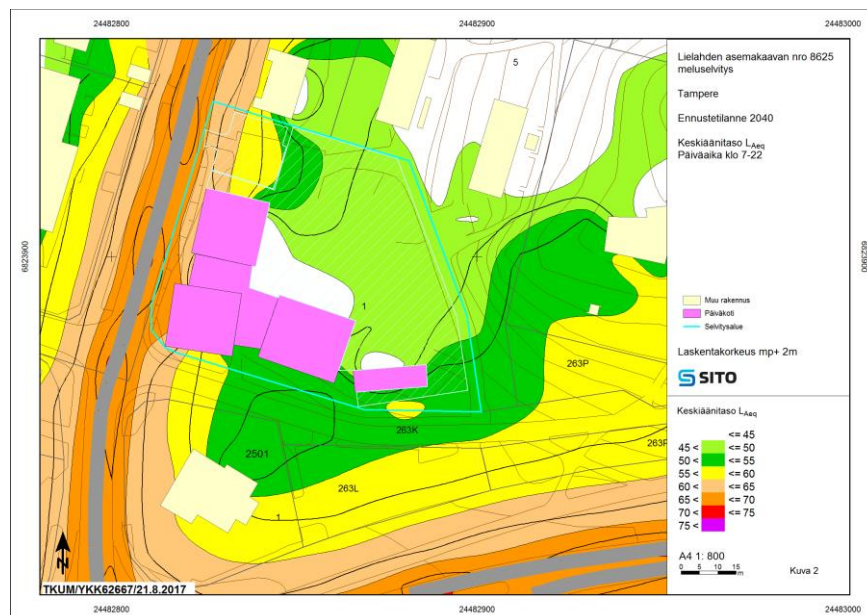 24482800
24482900
24483000
6823900
6823900
5
1
263P
263K
2501
263L
263P
1
N
TKUM/YKK62667/21.8.2017
24482800
24482900
24483000
Lielahden asemakaavan nro 8625
meluselvitys
Tampere
Ennustetilanne 2040
Keskiäänitaso LAeq
Päiväaika klo 7-22
Muu rakennus
Päiväkoti
Selvitysalue
Laskentakorkeus mp+ 2m
SITO
Keskiäänitaso LAeq
<= 45
45 < <= 50
50 < <= 55
55 < <= 60
60 < <= 65
65 < <= 70
70 < <= 75
75 <
A4 1: 800
0 5 10 15
m
Kuva 2